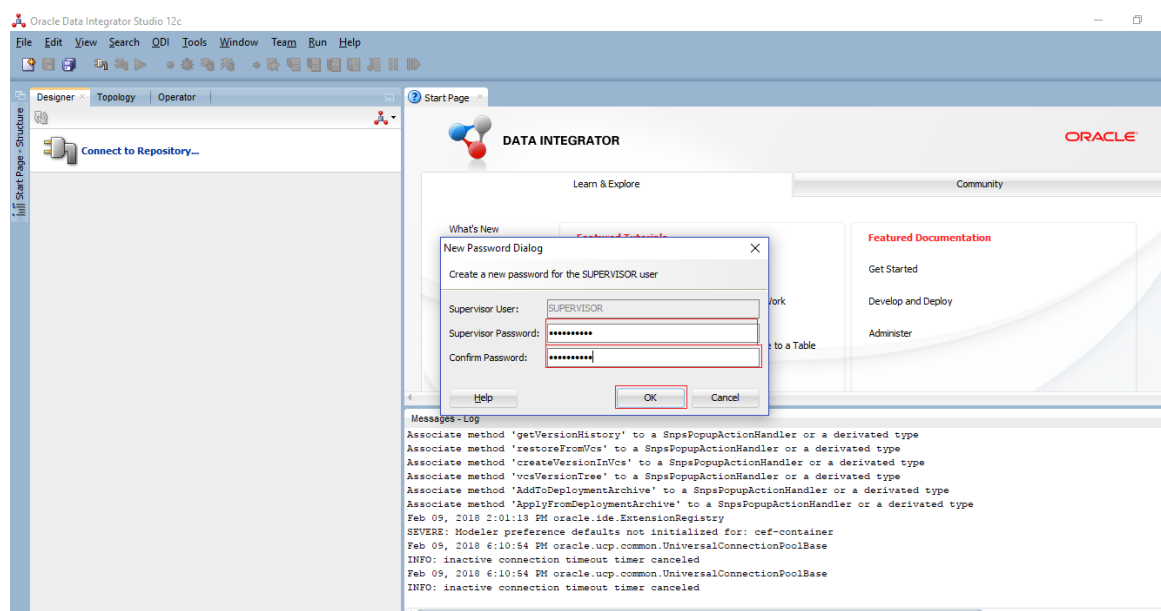 Oracle Data Integrator Studio 12c
File Edit View Search ODI Tools Window Team Run Help
Designer Topology Operator
Start Page
Start Page - Structure
Connect to Repository...
DATA INTEGRATOR
ORACLE
Learn & Explore
Community
What's New
Featured Documentation
New Password Dialog
Create a new password for the SUPERVISOR user
Get Started
Supervisor User: SUPERVISOR
Develop and Deploy
Supervisor Password: ••••••••••
Administer
to a Table
Confirm Password: ••••••••••
Help OK Cancel
Messages - Log
Associate method 'getVersionHistory' to a SnpsPopupActionHandler or a derivated type
Associate method 'restoreFromVcs' to a SnpsPopupActionHandler or a derivated type
Associate method 'createVersionInVcs' to a SnpsPopupActionHandler or a derivated type
Associate method 'vcsVersionTree' to a SnpsPopupActionHandler or a derivated type
Associate method 'AddToDeploymentArchive' to a SnpsPopupActionHandler or a derivated type
Associate method 'ApplyFromDeploymentArchive' to a SnpsPopupActionHandler or a derivated type
Feb 09, 2018 2:01:13 PM oracle.ide.ExtensionRegistry
SEVERE: Modeler preference defaults not initialized for: cef-container
Feb 09, 2018 6:10:54 PM oracle.ucp.common.UniversalConnectionPoolBase
INFO: inactive connection timeout timer canceled
Feb 09, 2018 6:10:54 PM oracle.ucp.common.UniversalConnectionPoolBase
INFO: inactive connection timeout timer canceled